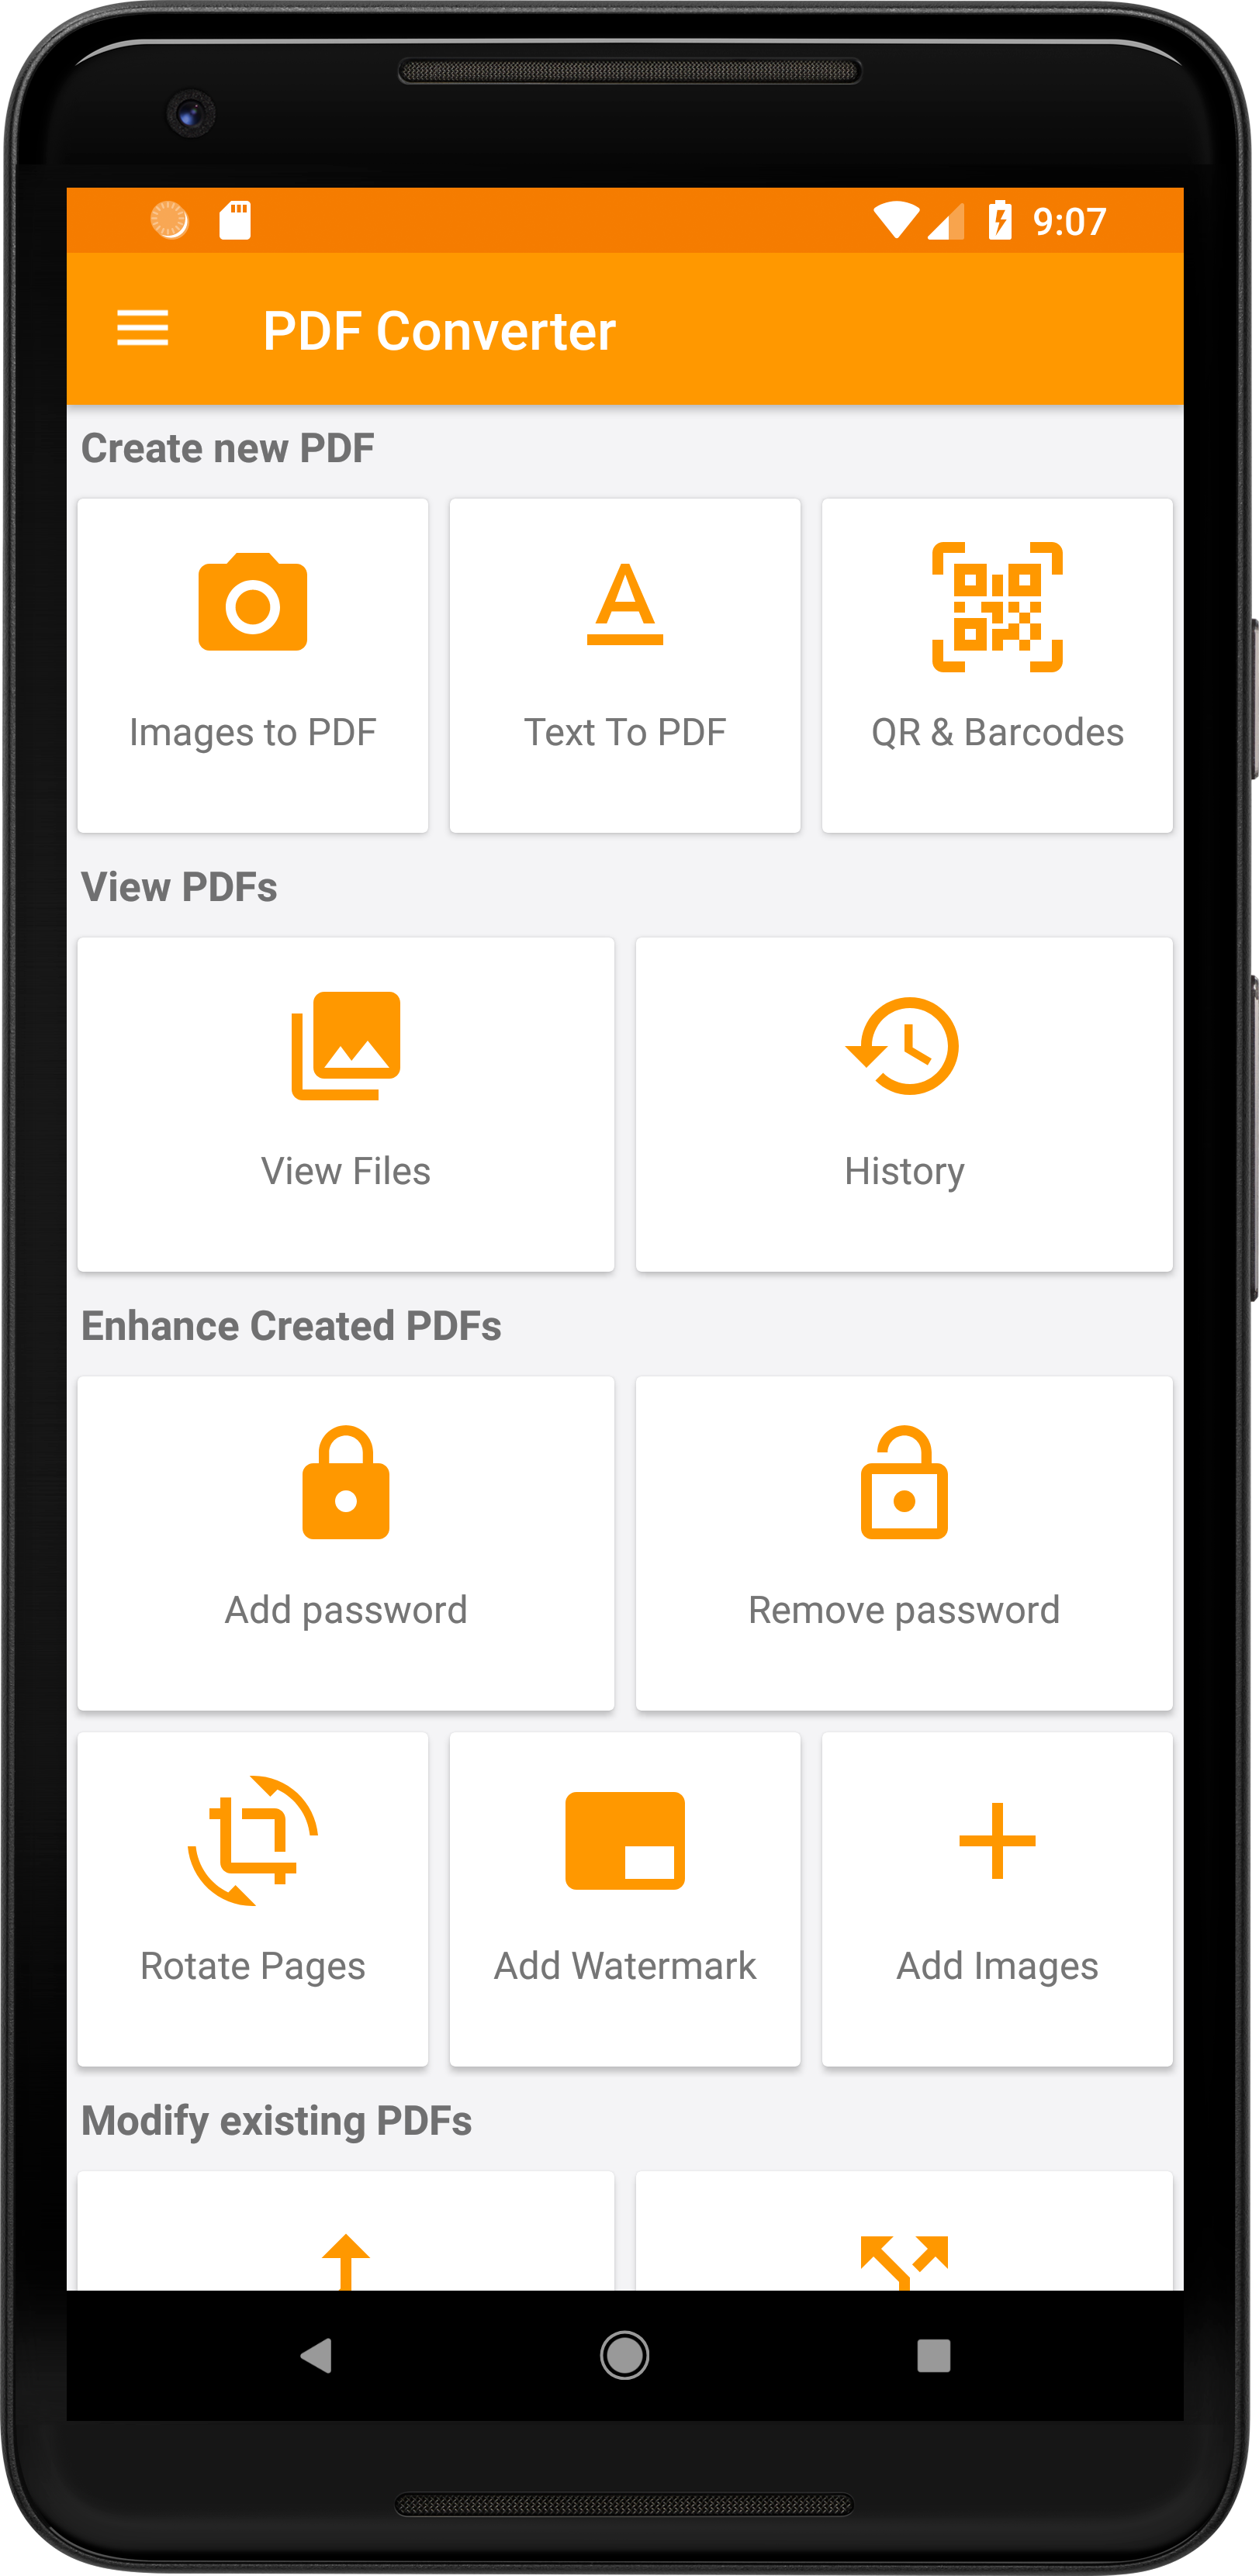 9:07
PDF Converter
Create new PDF
Images to PDF
Text To PDF
QR & Barcodes
View PDFs
View Files
History
Enhance Created PDFs
Add password
Remove password
Rotate Pages
Add Watermark
Add Images
Modify existing PDFs